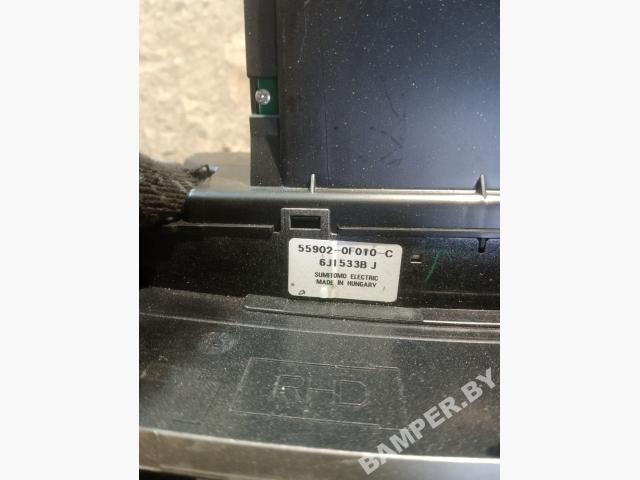 55902-0F010-C
6J1533B J
SUMITOMO ELECTRIC
MADE IN HUNGARY
RHD
BAMPER.BY